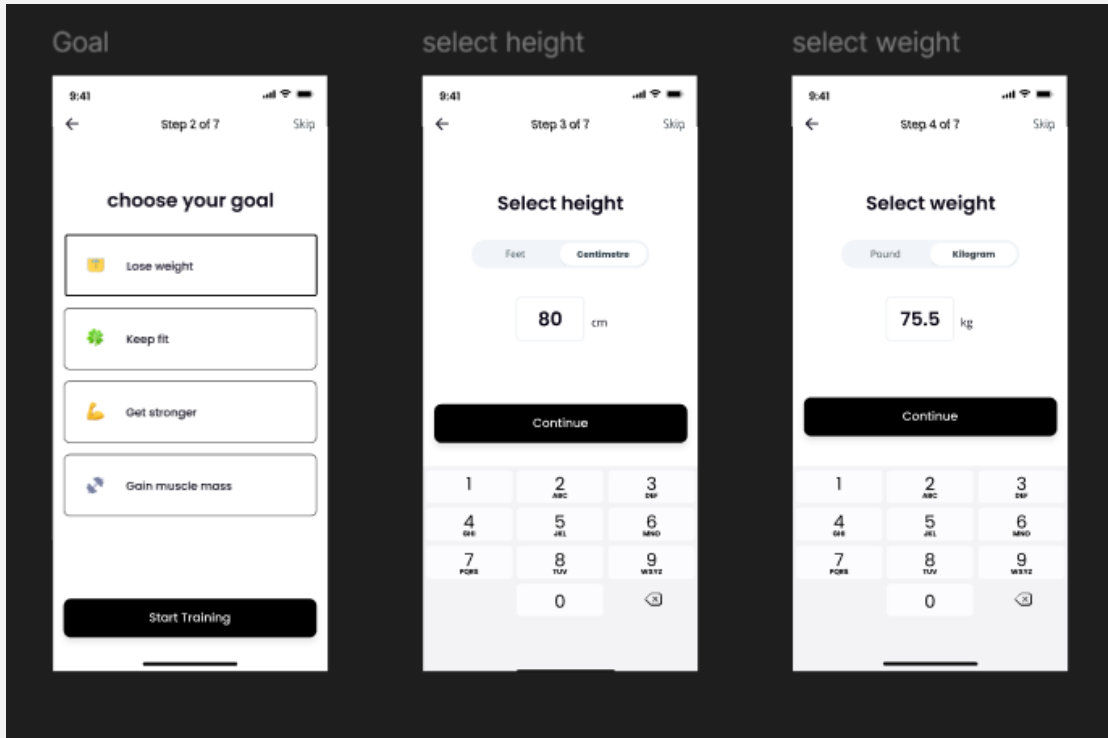 Goal
9:41
Step 2 of 7 Skip
choose your goal
Lose weight
Keep fit
Get stronger
Gain muscle mass
Start Training
select height
9:41
Step 3 of 7 Skip
Select height
Feet Centimetre
80 cm
Continue
1 2 3
ABC DEF
4 5 6
GHI JKL MNO
7 8 9
PQRS TUV WXYZ
0
select weight
9:41
Step 4 of 7 Skip
Select weight
Pound Kilogram
75.5 kg
Continue
1 2 3
ABC DEF
4 5 6
GHI JKL MNO
7 8 9
PQRS TUV WXYZ
0